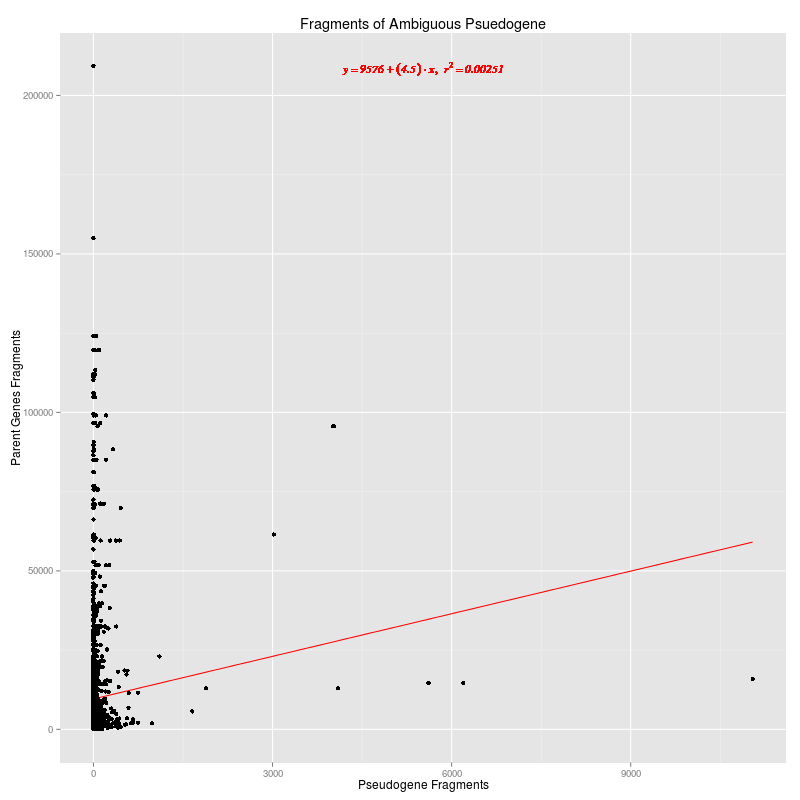 Fragments of Ambiguous Psuedogene
y = 9576 + (4.5) · x, r² = 0.00251
200000
150000
100000
50000
0
Parent Genes Fragments
0 3000 6000 9000
Pseudogene Fragments